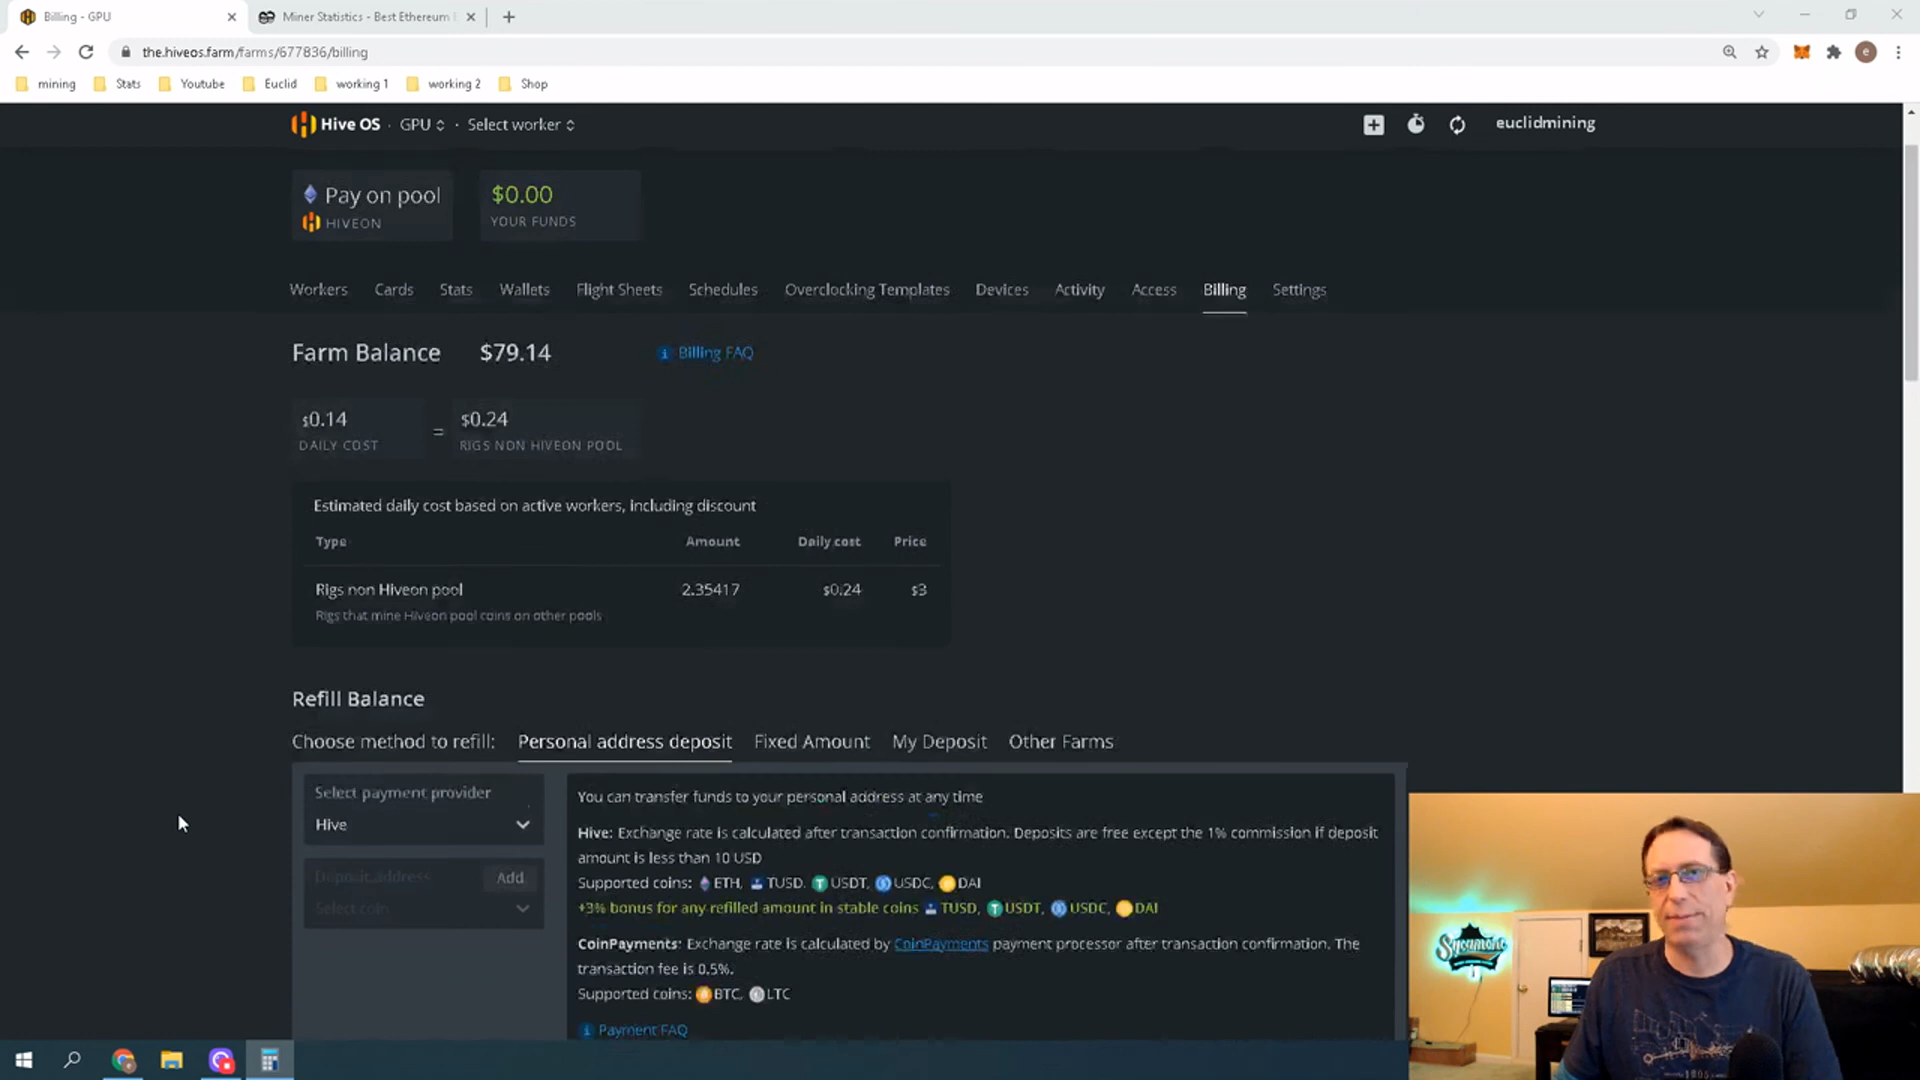 Billing - GPU
Miner Statistics - Best Ethereum
the.hiveos.farm/farms/677836/billing
e
mining Stats Youtube Euclid working 1 working 2 Shop
Hive OS · GPU · Select worker
euclidmining
Pay on pool
HIVEON
$0.00
YOUR FUNDS
Workers Cards Stats Wallets Flight Sheets Schedules Overclocking Templates Devices Activity Access Billing Settings
Farm Balance $79.14 Billing FAQ
$0.14
DAILY COST
=
$0.24
RIGS NON HIVEON POOL
Estimated daily cost based on active workers, including discount
Type Amount Daily cost Price
Rigs non Hiveon pool 2.35417 $0.24 $3
Rigs that mine Hiveon pool coins on other pools
Refill Balance
Choose method to refill: Personal address deposit Fixed Amount My Deposit Other Farms
Select payment provider
Hive
Deposit address Add
Select coin
You can transfer funds to your personal address at any time
Hive: Exchange rate is calculated after transaction confirmation. Deposits are free except the 1% commission if deposit
amount is less than 10 USD
Supported coins: ETH, TUSD, USDT, USDC, DAI
+3% bonus for any refilled amount in stable coins TUSD, USDT, USDC, DAI
CoinPayments: Exchange rate is calculated by CoinPayments payment processor after transaction confirmation. The
transaction fee is 0.5%.
Supported coins: BTC, LTC
Payment FAQ
Sycamore